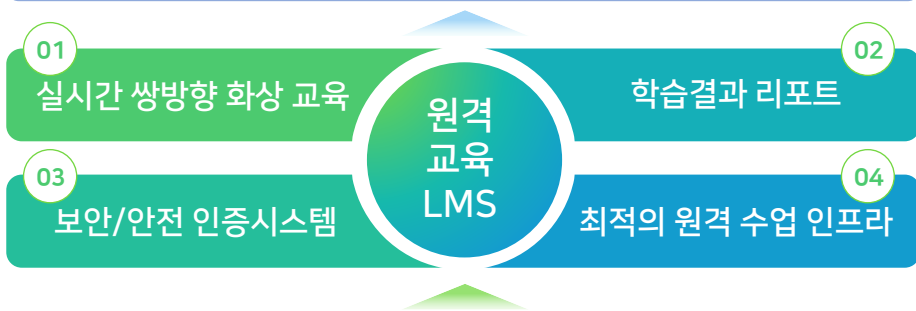 01
실시간 쌍방향 화상 교육
02
학습결과 리포트
원격
교육
LMS
03
보안/안전 인증시스템
04
최적의 원격 수업 인프라